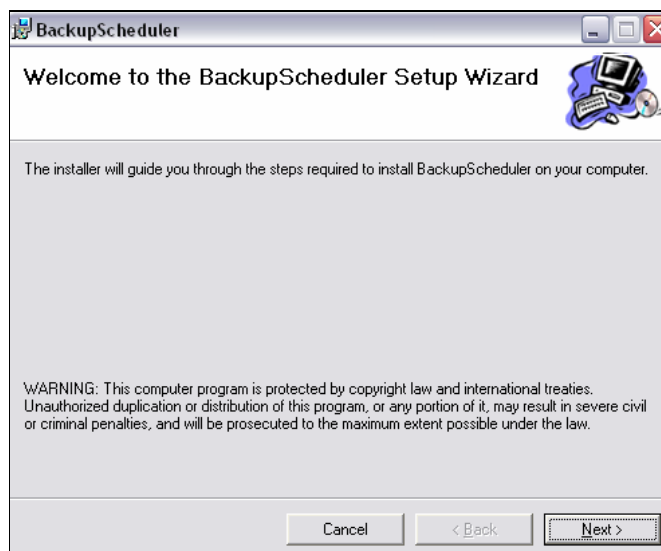 BackupScheduler
Welcome to the BackupScheduler Setup Wizard
The installer will guide you through the steps required to install BackupScheduler on your computer.
WARNING: This computer program is protected by copyright law and international treaties.
Unauthorized duplication or distribution of this program, or any portion of it, may result in severe civil
or criminal penalties, and will be prosecuted to the maximum extent possible under the law.
Cancel < Back Next >